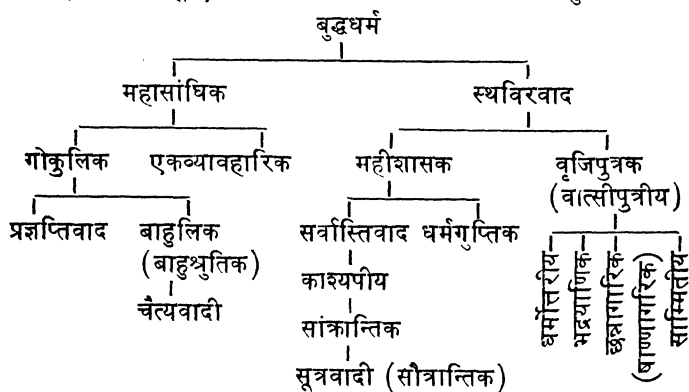 बुद्धधर्म
महासांघिक स्थविरवाद
गोकुलिक एकव्यावहारिक महीशासक वृजिपुत्रक
(वात्सीपुत्रीय)
प्रज्ञप्तिवाद बाहुलिक सर्वास्तिवाद धर्मगुप्तिक
(बाहुश्रुतिक) काश्यपीय
चैत्यवादी सांक्रान्तिक
सूत्रवादी (सौत्रान्तिक)
धर्मोत्तरीय
भद्रयाणिक
छन्नागारिक
(षाण्णागरिक)
साम्मितीय